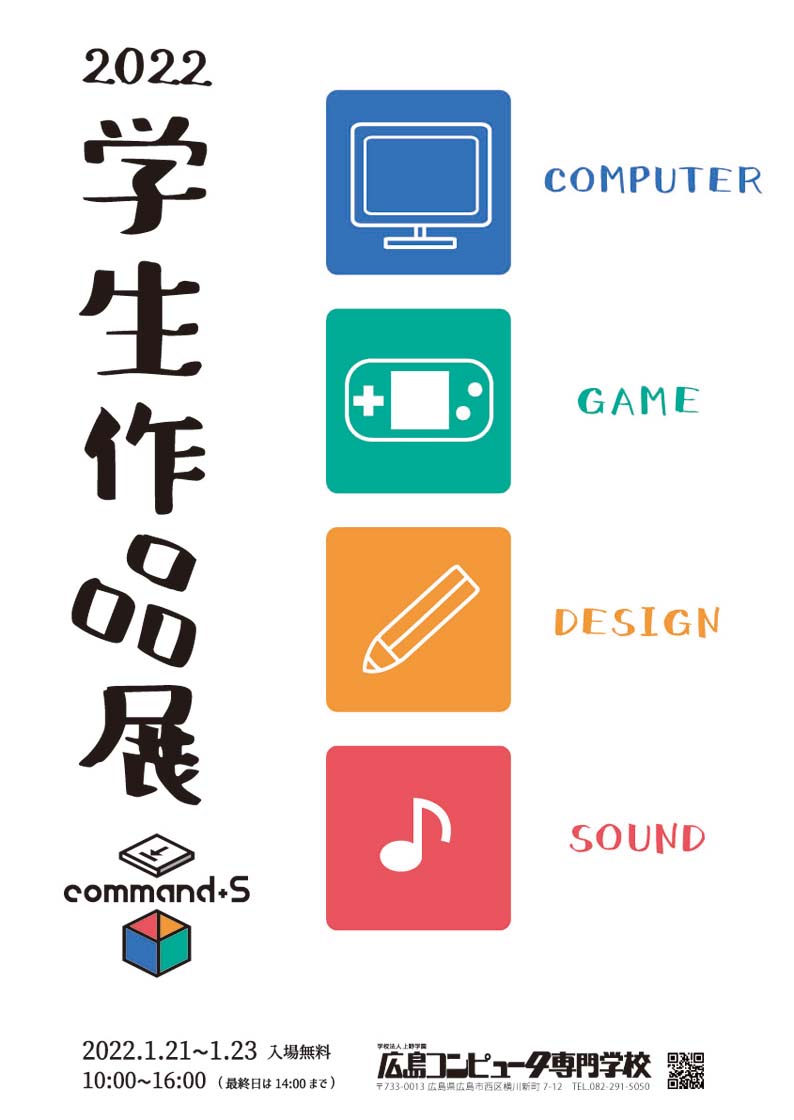 2022
学生作品展
command+S
COMPUTER
GAME
DESIGN
SOUND
2022.1.21~1.23 入場無料
10:00~16:00 (最終日は14:00まで)
学校法人 上野学園
広島コンピュータ専門学校
〒733-0013 広島県広島市西区横川新町 7-12 TEL.082-291-5050